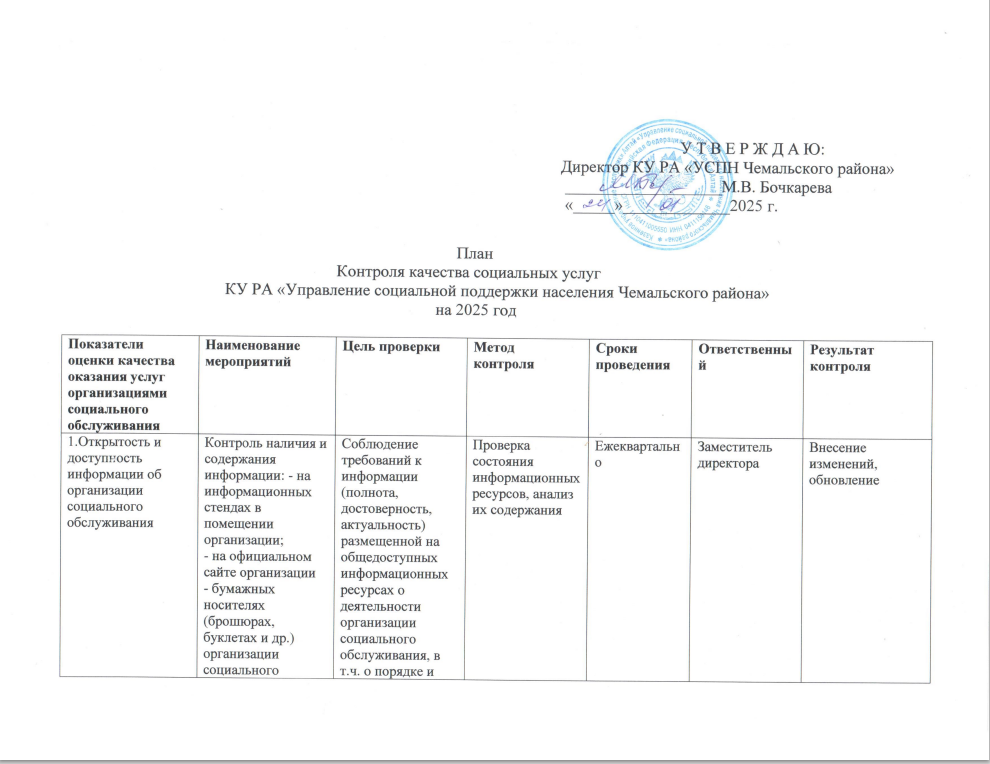 У Т В Е Р Ж Д А Ю:
Директор КУ РА «УСПН Чемальского района»
М.В. Бочкарева
« 24 » 01 2025 г.
План
Контроля качества социальных услуг
КУ РА «Управление социальной поддержки населения Чемальского района»
на 2025 год
Показатели
оценки качества
оказания услуг
организациями
социального
обслуживания
Наименование
мероприятий
Цель проверки
Метод
контроля
Сроки
проведения
Ответственны
й
Результат
контроля
1.Открытость и
доступность
информации об
организации
социального
обслуживания
Контроль наличия и
содержания
информации: - на
информационных
стендах в
помещении
организации;
- на официальном
сайте организации
- бумажных
носителях
(брошюрах,
буклетах и др.)
организации
социального
Соблюдение
требований к
информации
(полнота,
достоверность,
актуальность)
размещенной на
общедоступных
информационных
ресурсах о
деятельности
организации
социального
обслуживания, в
т.ч. о порядке и
Проверка
состояния
информационных
ресурсов, анализ
их содержания
Ежеквартальн
о
Заместитель
директора
Внесение
изменений,
обновление